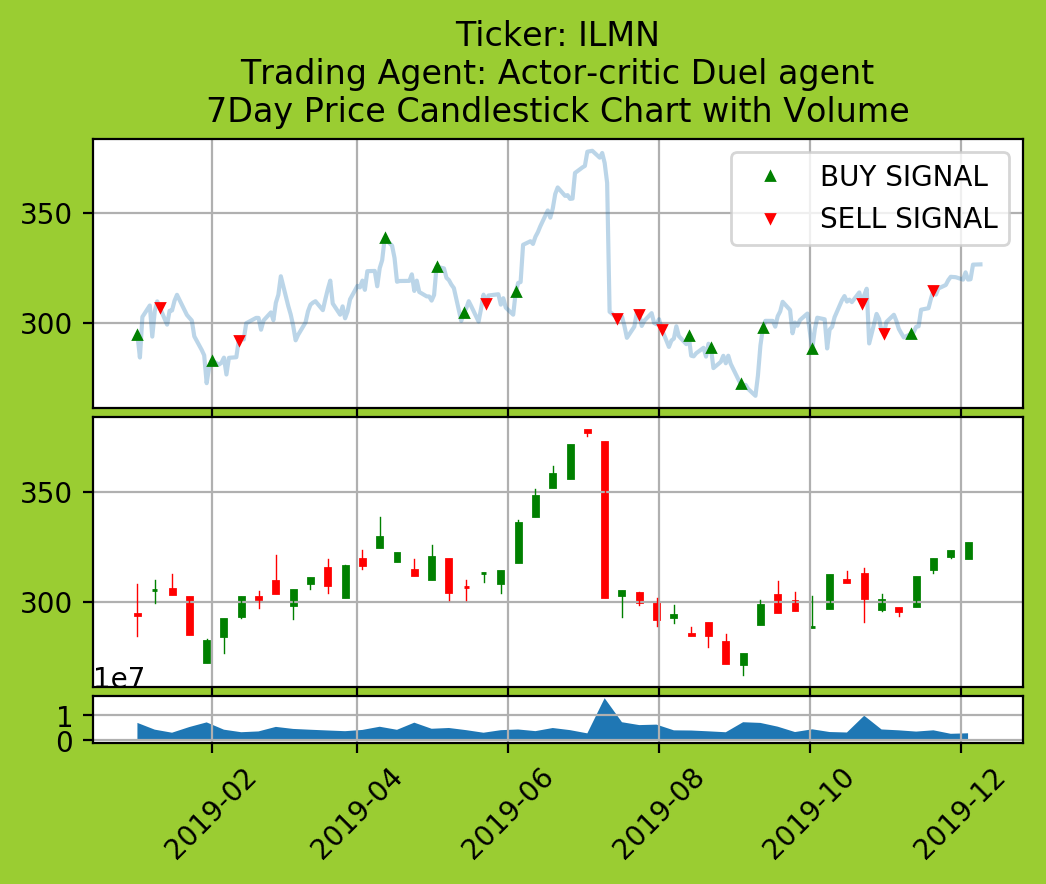 Ticker: ILMN
Trading Agent: Actor-critic Duel agent
7Day Price Candlestick Chart with Volume
350
300
BUY SIGNAL
SELL SIGNAL
350
300
1e7
1
0
2019-02
2019-04
2019-06
2019-08
2019-10
2019-12